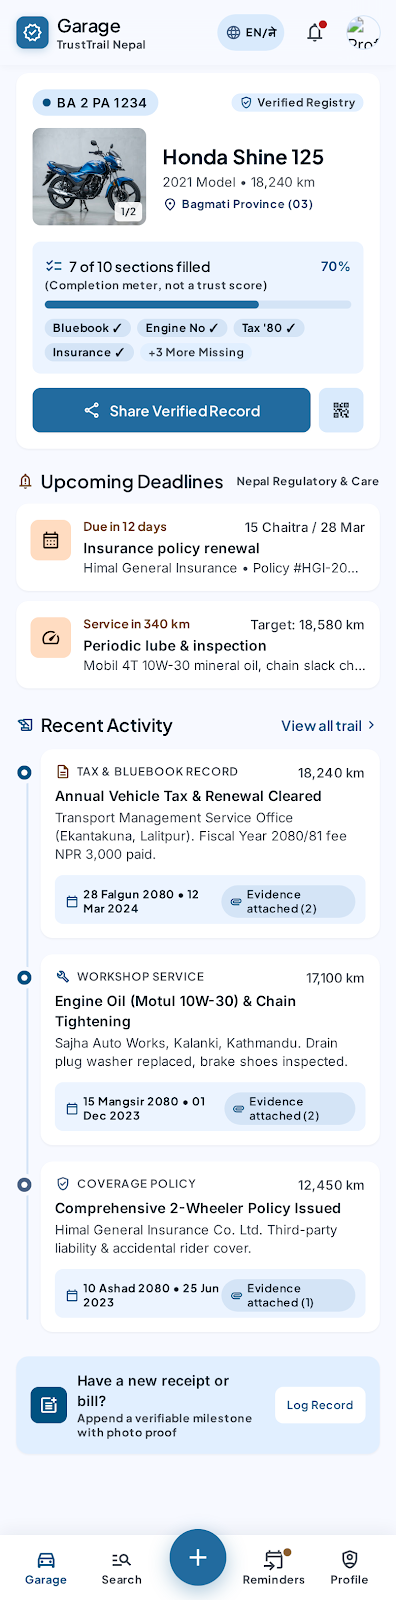 Garage
TrustTrail Nepal
EN/ने
BA 2 PA 1234
Verified Registry
1/2
Honda Shine 125
2021 Model • 18,240 km
Bagmati Province (03)
7 of 10 sections filled
70%
(Completion meter, not a trust score)
Bluebook ✓
Engine No ✓
Tax '80 ✓
Insurance ✓
+3 More Missing
Share Verified Record
Upcoming Deadlines
Nepal Regulatory & Care
Due in 12 days
15 Chaitra / 28 Mar
Insurance policy renewal
Himal General Insurance • Policy #HGI-20...
Service in 340 km
Target: 18,580 km
Periodic lube & inspection
Mobil 4T 10W-30 mineral oil, chain slack ch...
Recent Activity
View all trail
TAX & BLUEBOOK RECORD
18,240 km
Annual Vehicle Tax & Renewal Cleared
Transport Management Service Office
(Ekantakuna, Lalitpur). Fiscal Year 2080/81 fee
NPR 3,000 paid.
28 Falgun 2080 • 12
Mar 2024
Evidence
attached (2)
WORKSHOP SERVICE
17,100 km
Engine Oil (Motul 10W-30) & Chain
Tightening
Sajha Auto Works, Kalanki, Kathmandu. Drain
plug washer replaced, brake shoes inspected.
15 Mangsir 2080 • 01
Dec 2023
Evidence
attached (2)
COVERAGE POLICY
12,450 km
Comprehensive 2-Wheeler Policy Issued
Himal General Insurance Co. Ltd. Third-party
liability & accidental rider cover.
10 Ashad 2080 • 25 Jun
2023
Evidence
attached (1)
Have a new receipt or
bill?
Append a verifiable milestone
with photo proof
Log Record
Garage
Search
Reminders
Profile